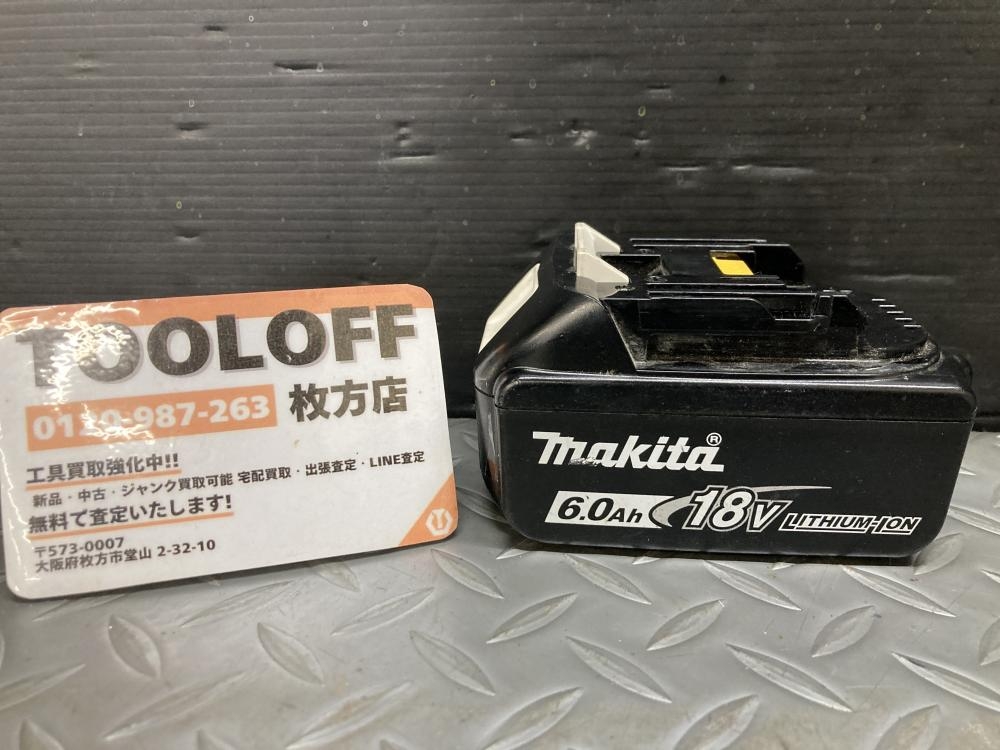 TOOLOFF
0120-987-263 枚方店
工具買取強化中!!
新品・中古・ジャンク買取可能 宅配買取・出張査定・LINE査定
無料で査定いたします!
〒573-0007
大阪府枚方市堂山 2-32-10
makita®
6.0Ah 18V LITHIUM-ION